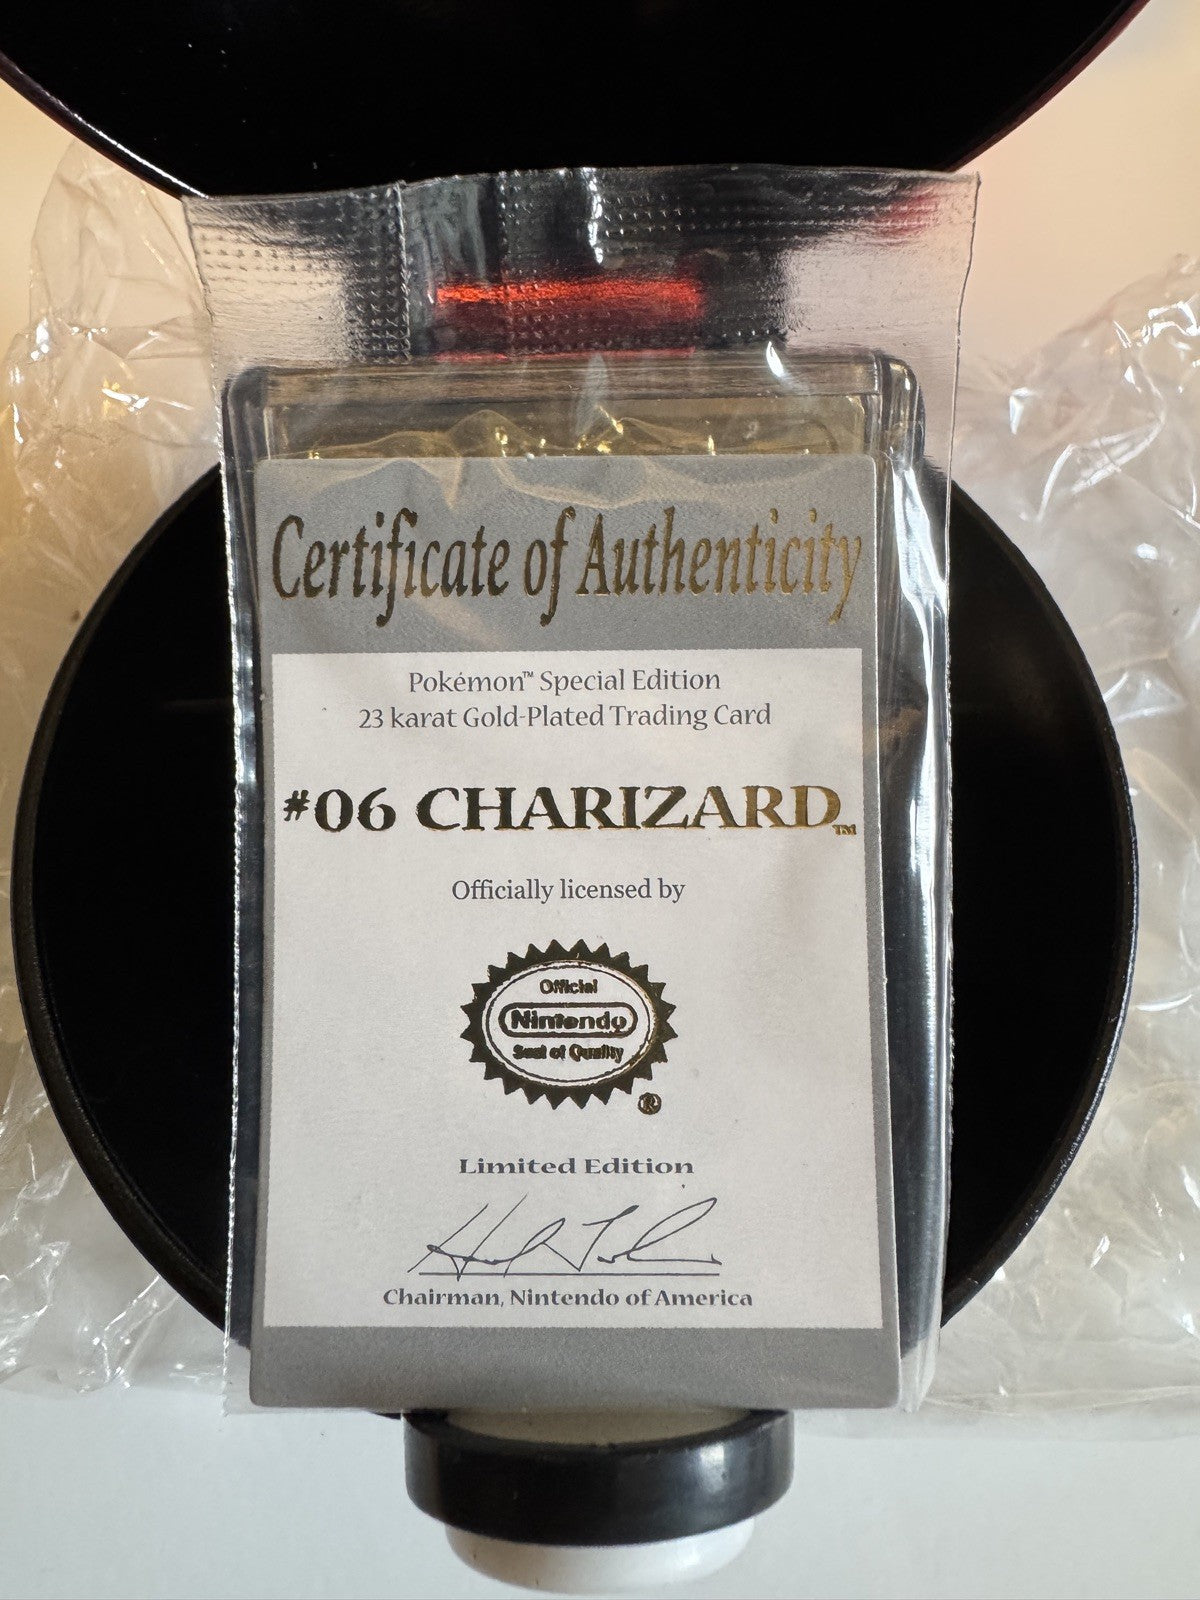 Certificate of Authenticity
Pokémon™ Special Edition
23 karat Gold-Plated Trading Card
#06 CHARIZARD™
Officially licensed by
Official
Nintendo
Seal of Quality
®
Limited Edition
Chairman, Nintendo of America